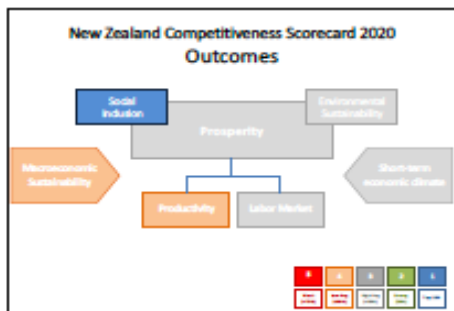 New Zealand Competitiveness Scorecard 2020
Outcomes
Social
Inclusion
Environmental
Sustainability
Prosperity
Macroeconomic
Sustainability
Short-term
economic climate
Productivity
Labor Market